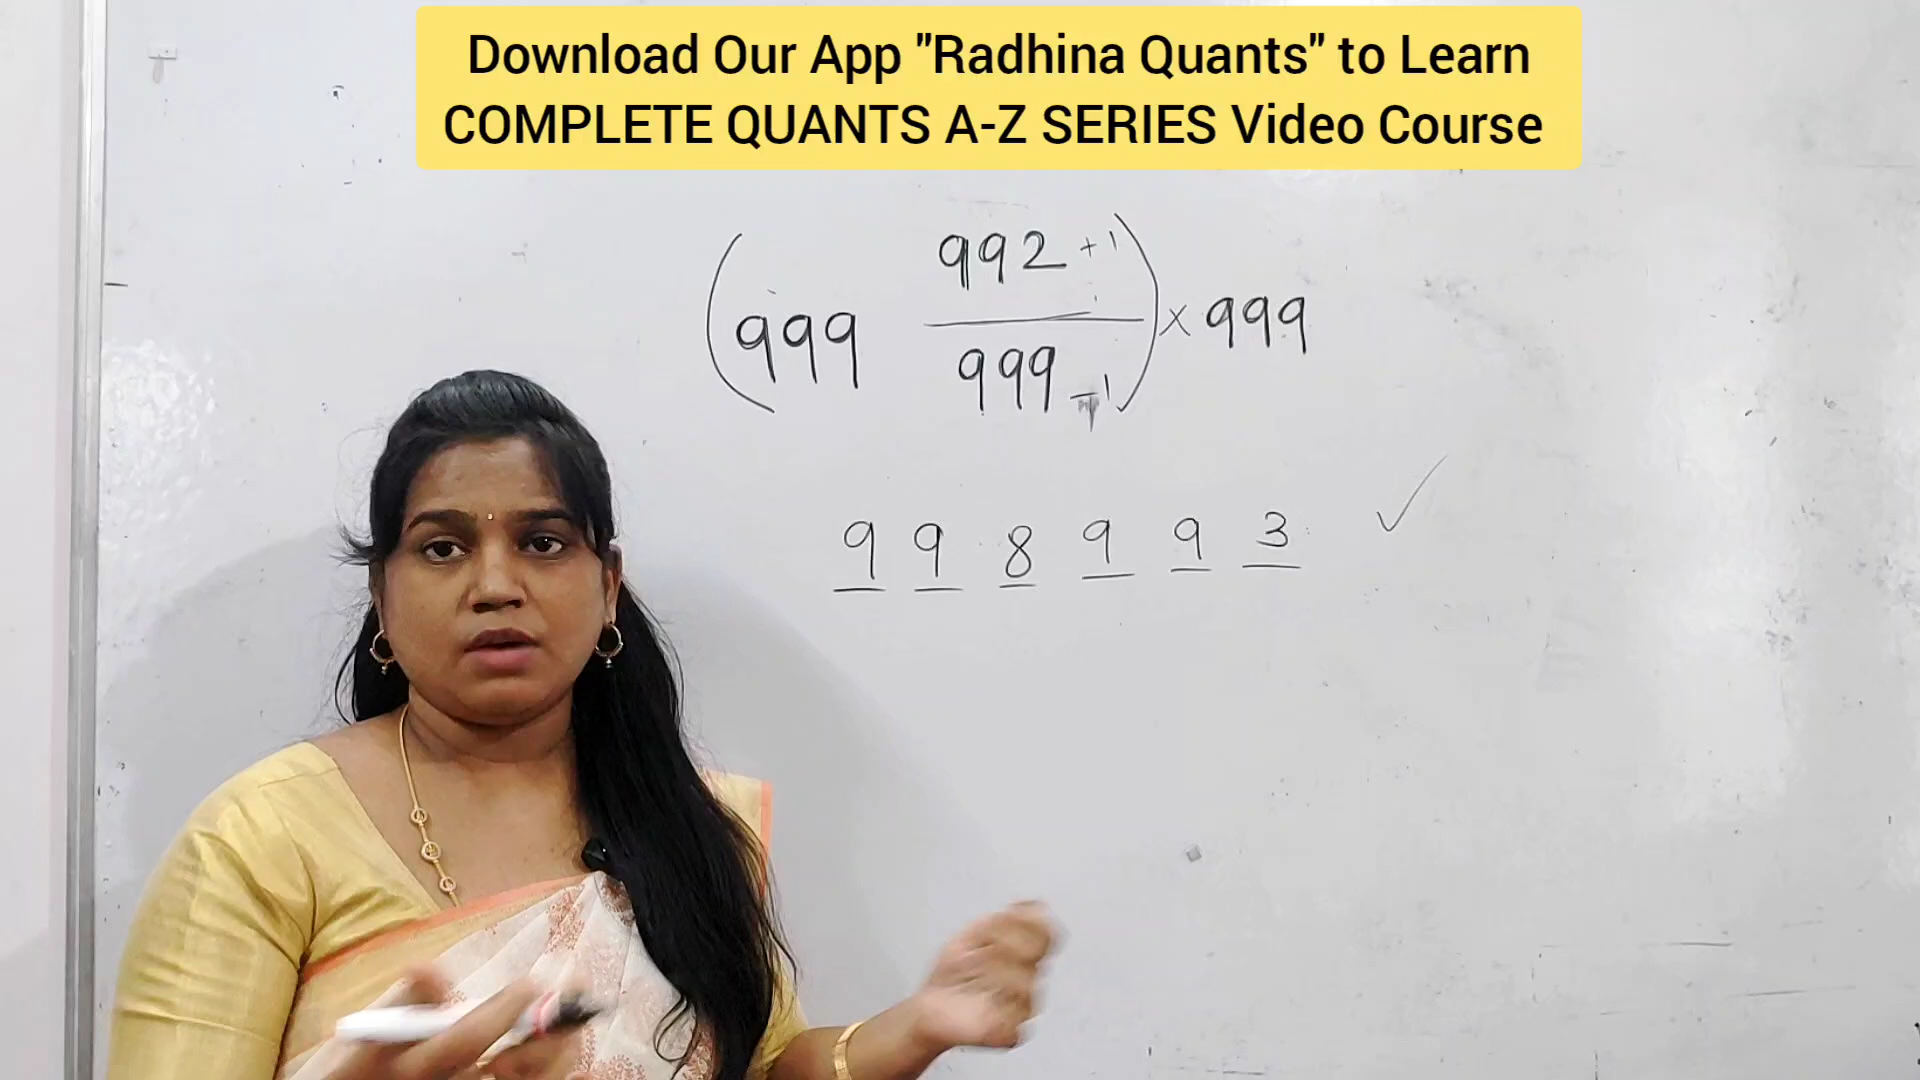 Download Our App "Radhina Quants" to Learn
COMPLETE QUANTS A-Z SERIES Video Course
992 +1
(999 ―) × 999
999 -1
9 9 8 9 9 3 ✓